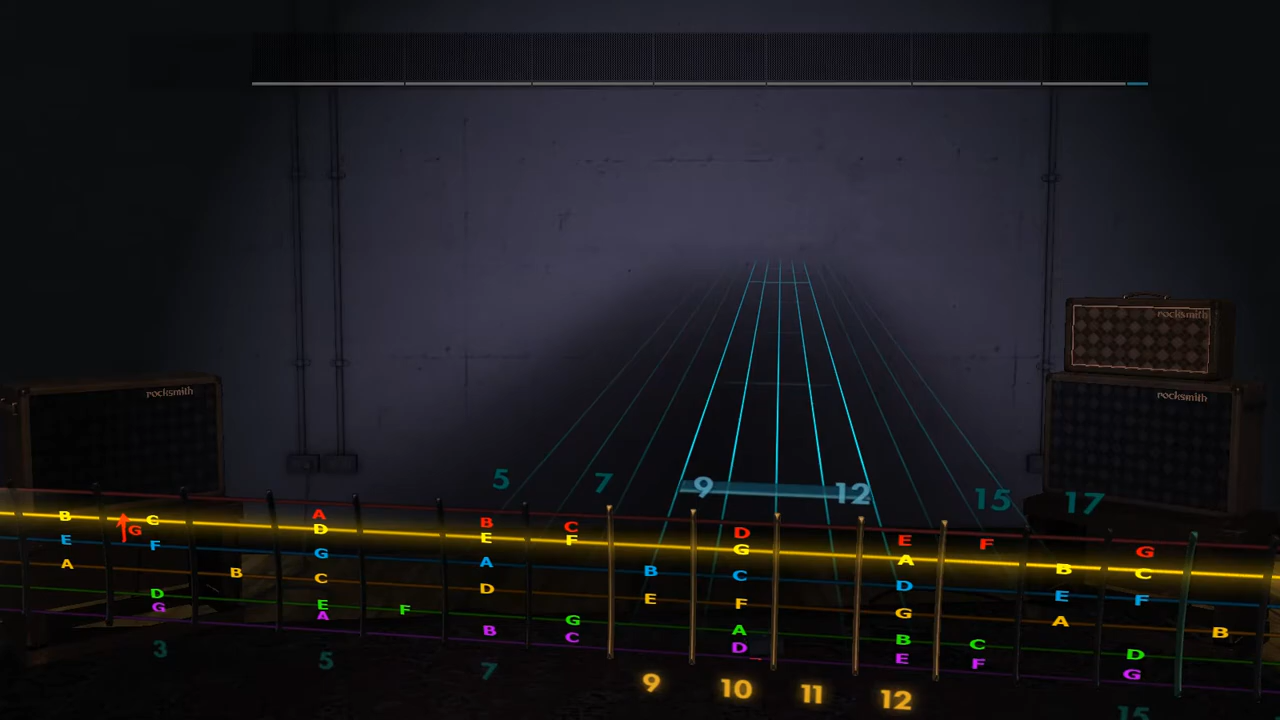 rocksmith
rocksmith
rocksmith
5 7 9 12 15 17
G A B C D E F G
B C D E F G A B C
E F G A B C D E F
A B C D E F G A B
D E F G A B C D
G A B C D E F G
3 5 7 9 10 11 12 15